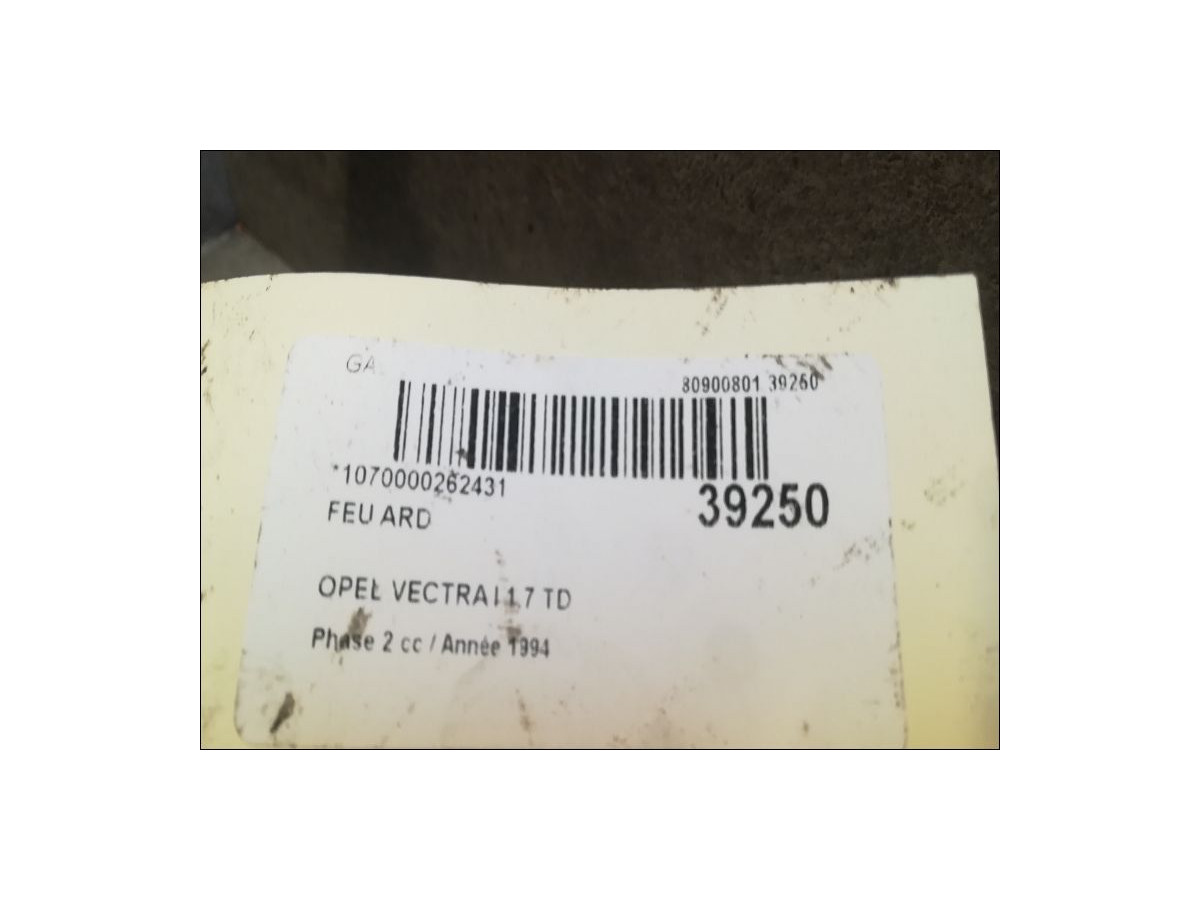 GA
80900801 39250
*1070000262431
39250
FEU ARD
OPEL VECTRA I 1.7 TD
Phase 2 cc / Année 1994